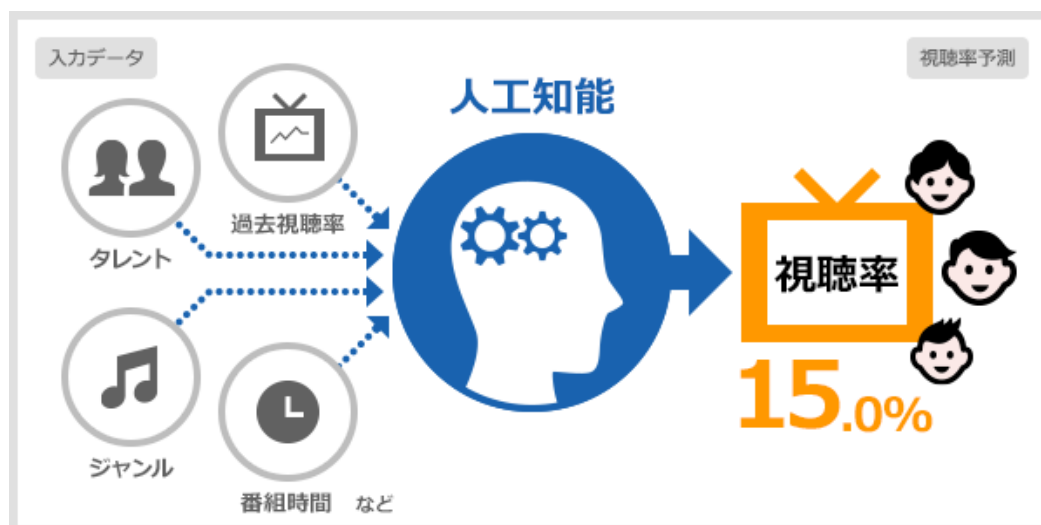 入力データ
視聴率予測
人工知能
過去視聴率
タレント
視聴率
15.0%
ジャンル
番組時間 など